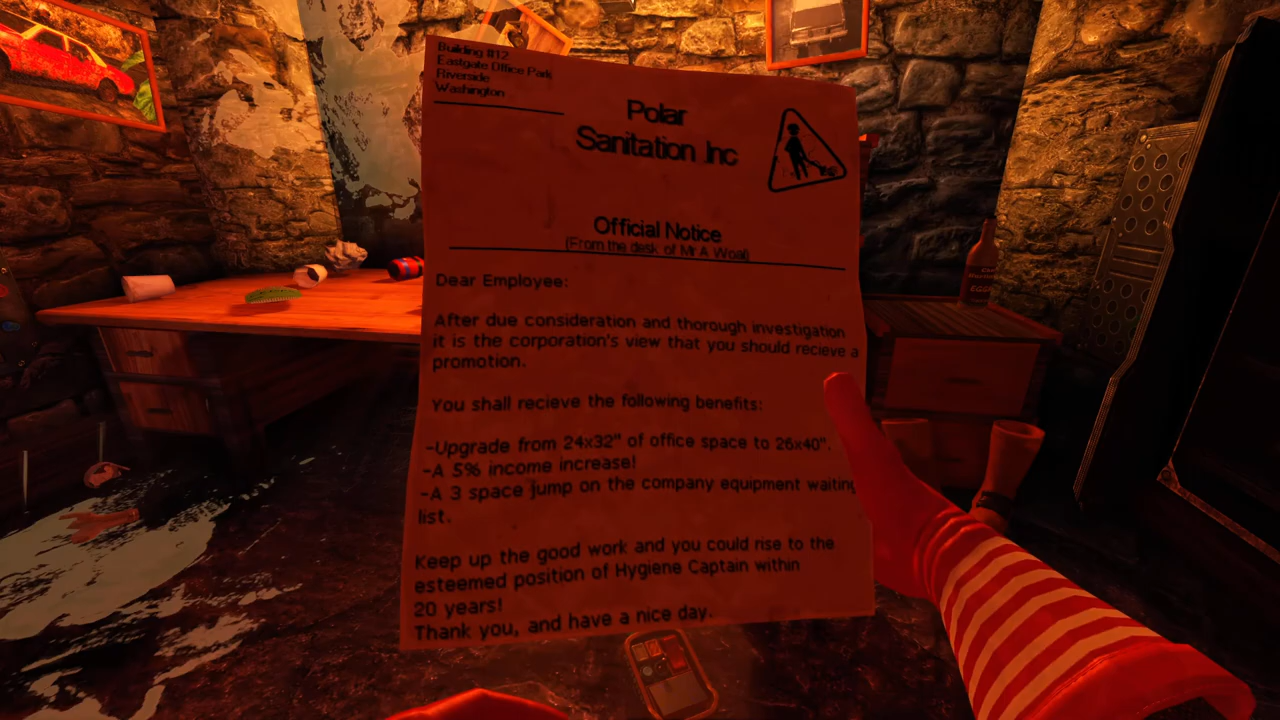 Building #12
Eastgate Office Park
Riverside
Washington
Polar
Sanitation Inc
Official Notice
(From the desk of Mr A Woal)
Dear Employee:
After due consideration and thorough investigation
it is the corporation's view that you should recieve a
promotion.
You shall recieve the following benefits:
-Upgrade from 24x32" of office space to 26x40".
-A 5% income increase!
-A 3 space jump on the company equipment waiting
list.
Keep up the good work and you could rise to the
esteemed position of Hygiene Captain within
20 years!
Thank you, and have a nice day.